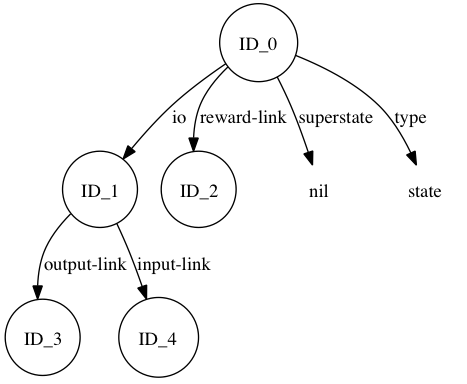 ID_0
io reward-link superstate type
ID_1 ID_2 nil state
output-link input-link
ID_3 ID_4